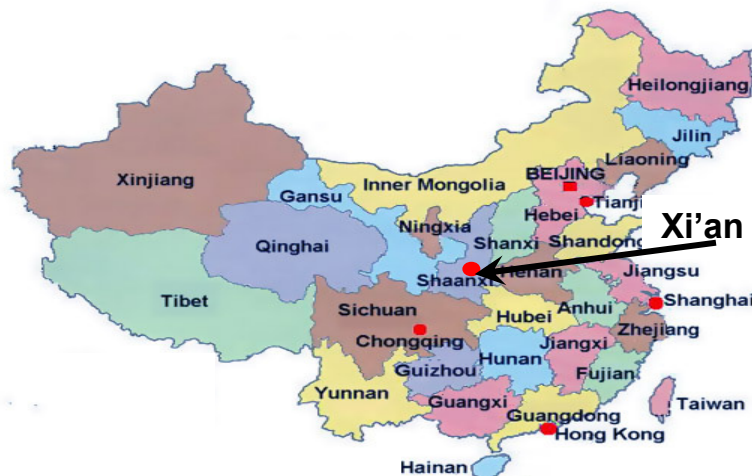 Heilongjiang
Jilin
Liaoning
Xinjiang
Inner Mongolia
BEIJING
Gansu
Tianji
Hebei
Ningxia
Xi’an
Shanxi
Shandong
Qinghai
Shaanxi
Henan
Jiangsu
Tibet
Sichuan
Anhui
Shanghai
Hubei
Chongqing
Zhejiang
Jiangxi
Hunan
Guizhou
Fujian
Yunnan
Guangxi
Taiwan
Guangdong
Hong Kong
Hainan